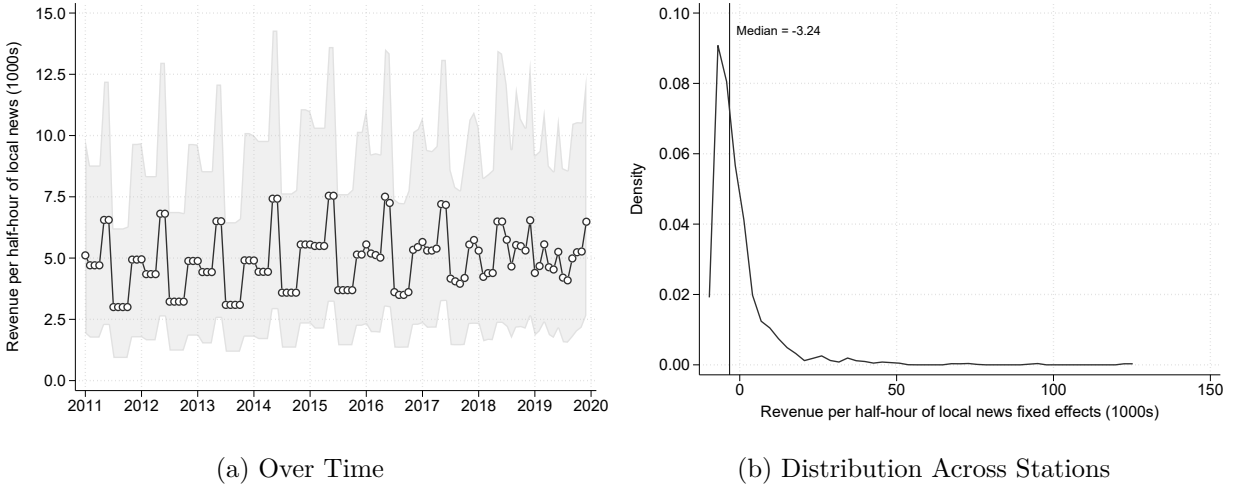 Revenue per half-hour of local news (1000s)
15.0
12.5
10.0
7.5
5.0
2.5
0.0
2011 2012 2013 2014 2015 2016 2017 2018 2019 2020
(a) Over Time
Density
0.10
0.08
0.06
0.04
0.02
0.00
Median = -3.24
0 50 100 150
Revenue per half-hour of local news fixed effects (1000s)
(b) Distribution Across Stations